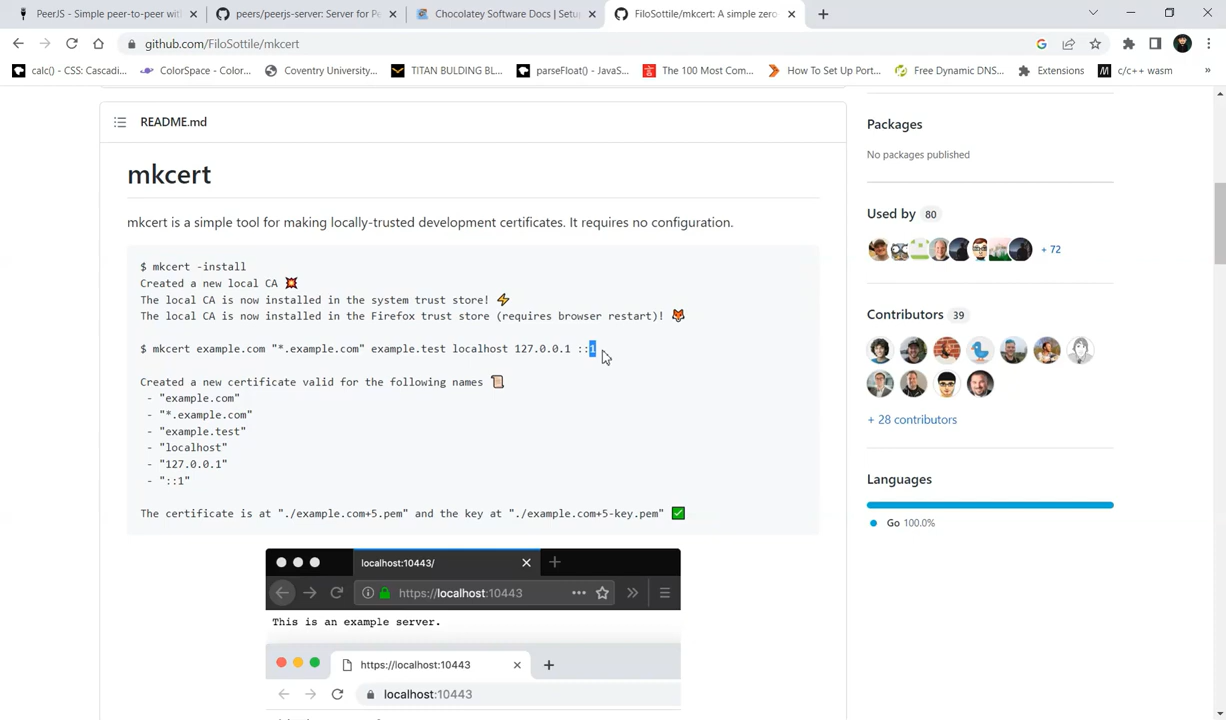 PeerJS - Simple peer-to-peer with
peers/peerjs-server: Server for Pe
Chocolatey Software Docs | Setup
FiloSottile/mkcert: A simple zero
github.com/FiloSottile/mkcert
calc() - CSS: Cascadi...
ColorSpace - Color...
Coventry University...
TITAN BULDING BL...
parseFloat() - JavaS...
The 100 Most Com...
How To Set Up Port...
Free Dynamic DNS...
Extensions
c/c++ wasm
»
README.md
mkcert
mkcert is a simple tool for making locally-trusted development certificates. It requires no configuration.
$ mkcert -install
Created a new local CA 💥
The local CA is now installed in the system trust store! ⚡
The local CA is now installed in the Firefox trust store (requires browser restart)! 🦊
$ mkcert example.com "*.example.com" example.test localhost 127.0.0.1 ::1
Created a new certificate valid for the following names 📜
- "example.com"
- "*.example.com"
- "example.test"
- "localhost"
- "127.0.0.1"
- "::1"
The certificate is at "./example.com+5.pem" and the key at "./example.com+5-key.pem" ✅
localhost:10443/
https://localhost:10443
This is an example server.
https://localhost:10443
localhost:10443
Packages
No packages published
Used by 80
+ 72
Contributors 39
+ 28 contributors
Languages
Go 100.0%